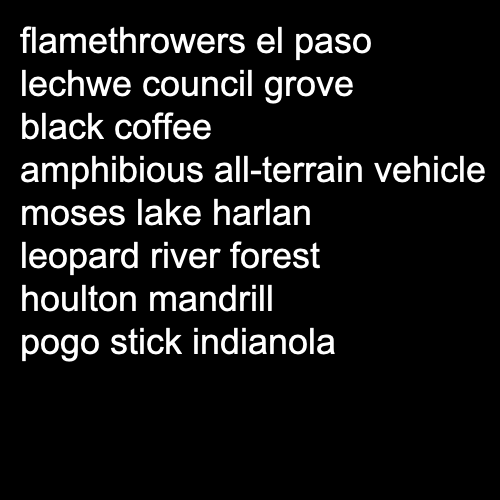 flamethrowers el paso
lechwe council grove
black coffee
amphibious all-terrain vehicle
moses lake harlan
leopard river forest
houlton mandrill
pogo stick indianola